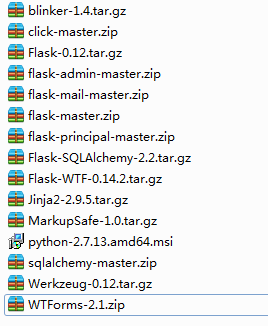 blinker-1.4.tar.gz
click-master.zip
Flask-0.12.tar.gz
flask-admin-master.zip
flask-mail-master.zip
flask-master.zip
flask-principal-master.zip
Flask-SQLAlchemy-2.2.tar.gz
Flask-WTF-0.14.2.tar.gz
Jinja2-2.9.5.tar.gz
MarkupSafe-1.0.tar.gz
python-2.7.13.amd64.msi
sqlalchemy-master.zip
Werkzeug-0.12.tar.gz
WTForms-2.1.zip